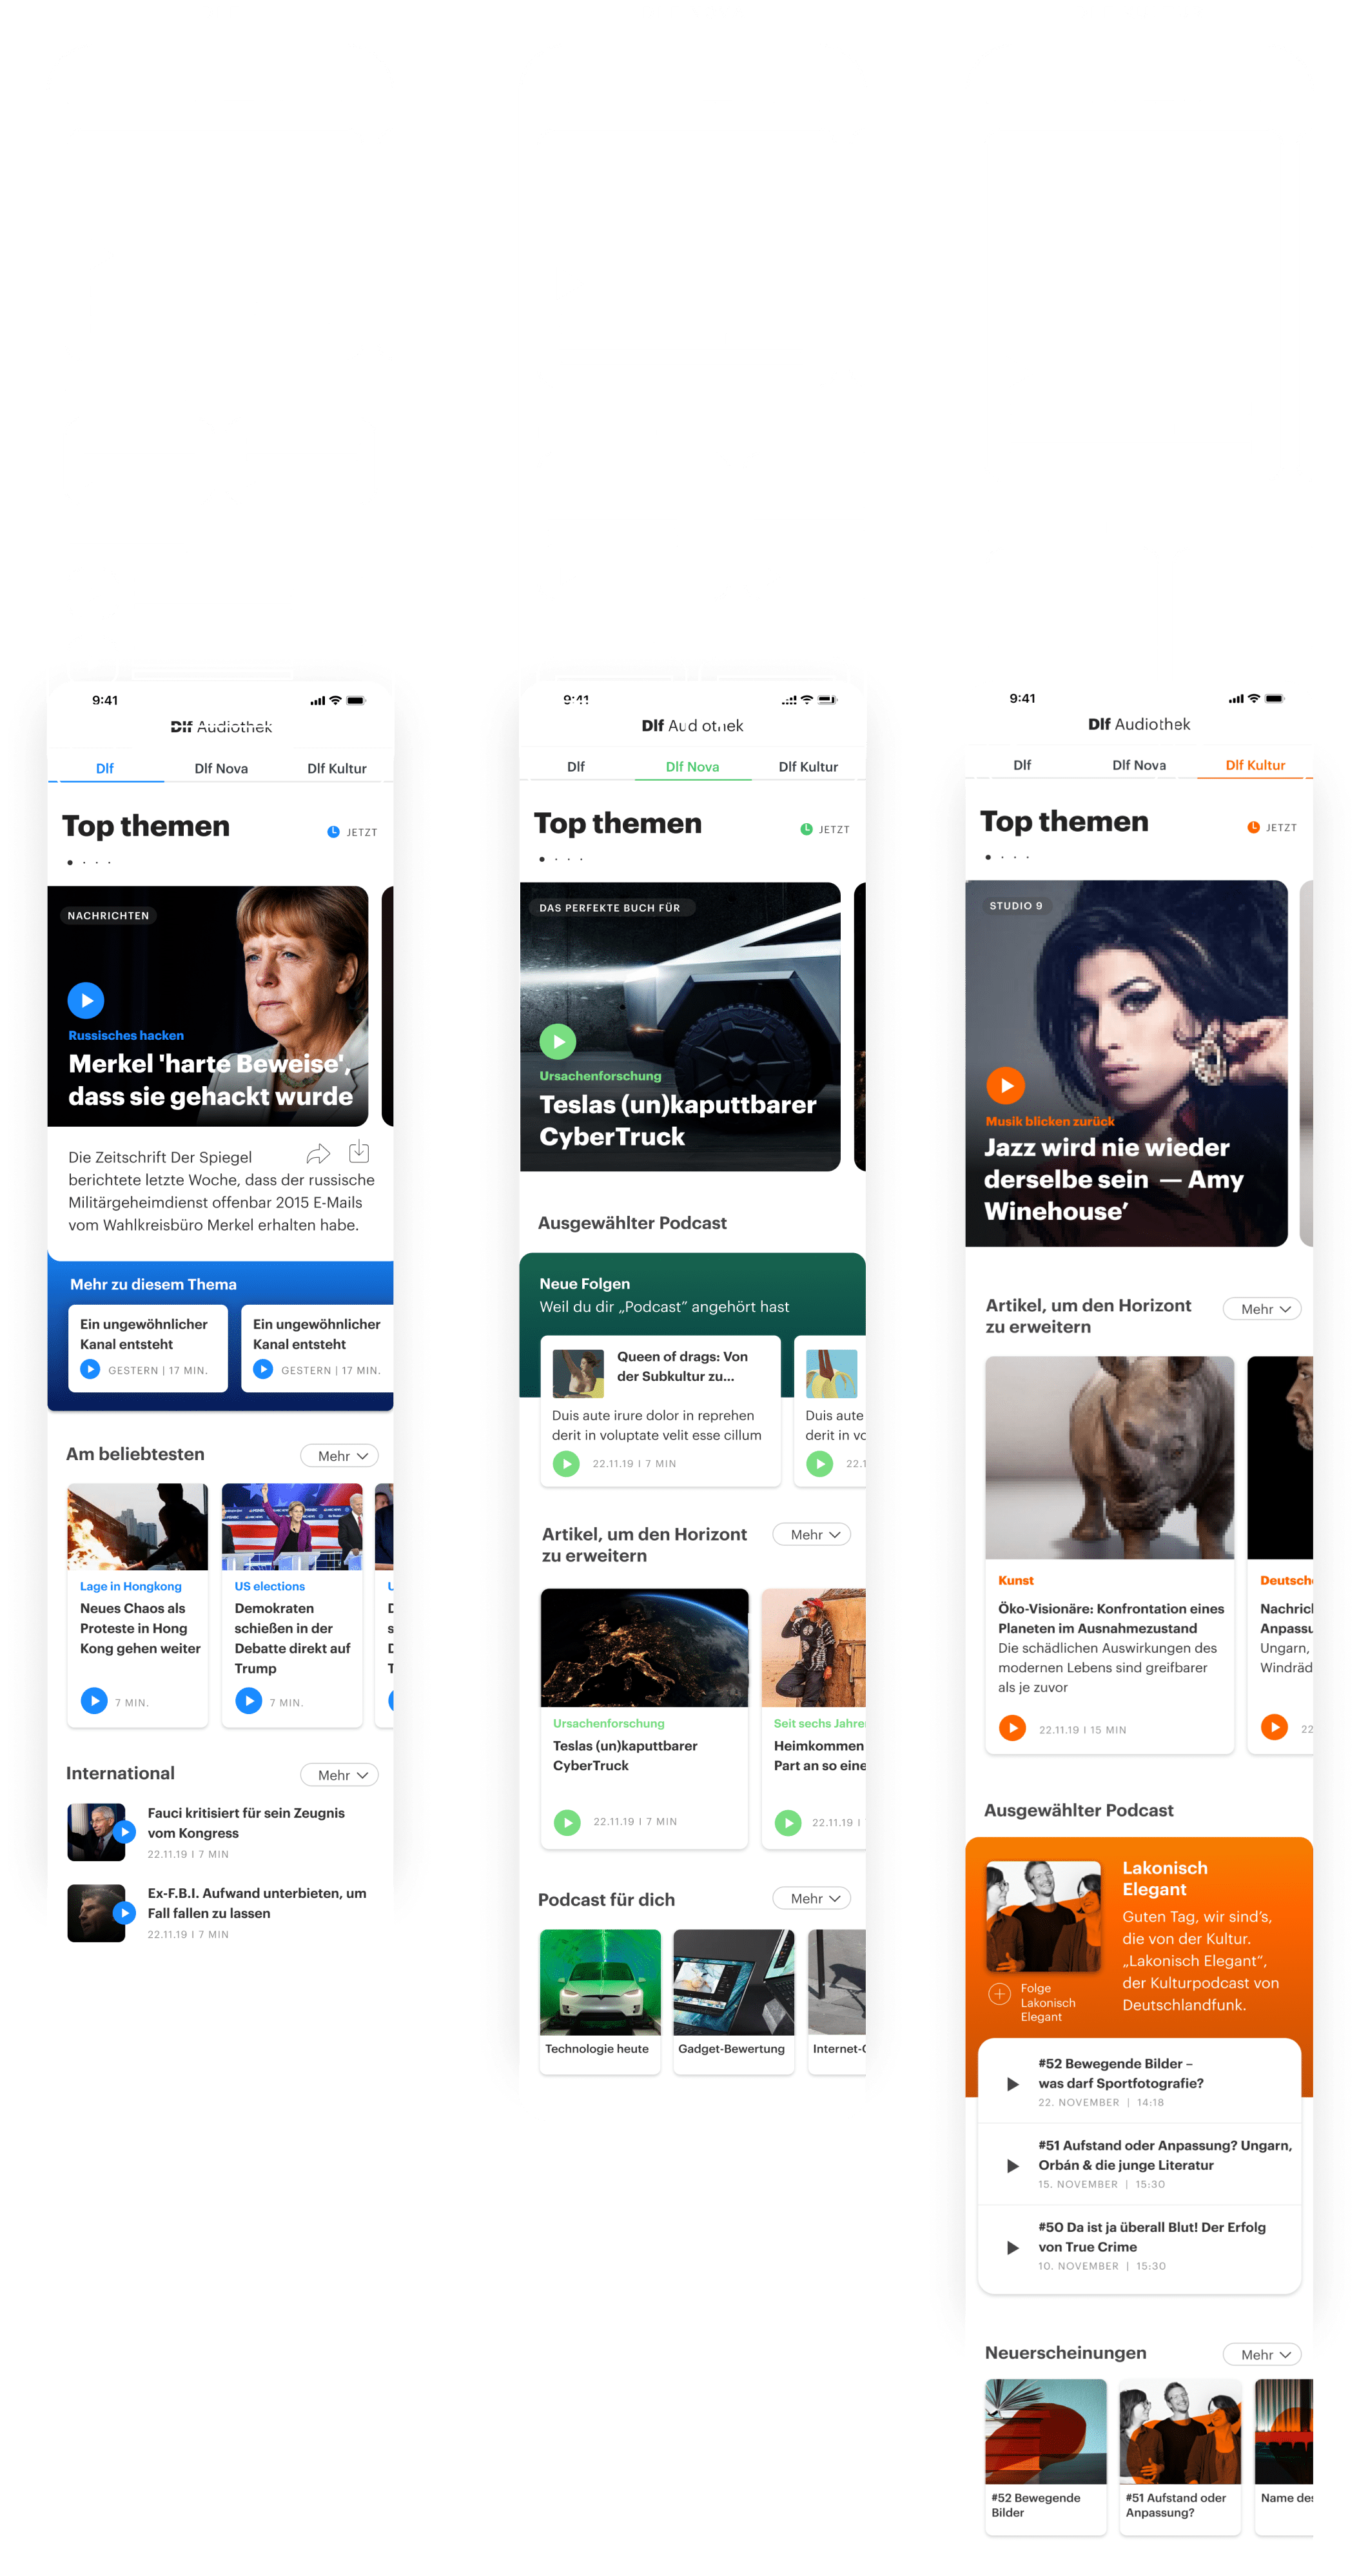 9:41
Dlf Audiothek
Dlf
Dlf Nova
Dlf Kultur
Top themen
JETZT
NACHRICHTEN
Russisches hacken
Merkel 'harte Beweise',
dass sie gehackt wurde
Die Zeitschrift Der Spiegel
berichtete letzte Woche, dass der russische
Militärgeheimdienst offenbar 2015 E-Mails
vom Wahlkreisbüro Merkel erhalten habe.
Mehr zu diesem Thema
Ein ungewöhnlicher
Kanal entsteht
GESTERN | 17 MIN.
Ein ungewöhnlicher
Kanal entsteht
GESTERN | 17 MIN.
Am beliebtesten
Mehr
Lage in Hongkong
Neues Chaos als
Proteste in Hong
Kong gehen weiter
7 MIN.
US elections
Demokraten
schießen in der
Debatte direkt auf
Trump
7 MIN.
International
Mehr
Fauci kritisiert für sein Zeugnis
vom Kongress
22.11.19 I 7 MIN
Ex-F.B.I. Aufwand unterbieten, um
Fall fallen zu lassen
22.11.19 I 7 MIN
9:41
Dlf Audiothek
Dlf
Dlf Nova
Dlf Kultur
Top themen
JETZT
DAS PERFEKTE BUCH FÜR
Ursachenforschung
Teslas (un)kaputtbarer
CyberTruck
Ausgewählter Podcast
Neue Folgen
Weil du dir „Podcast” angehört hast
Queen of drags: Von
der Subkultur zu...
Duis aute irure dolor in reprehen
derit in voluptate velit esse cillum
22.11.19 I 7 MIN
Duis aute
derit in vo
22.1
Artikel, um den Horizont
zu erweitern
Mehr
Ursachenforschung
Teslas (un)kaputtbarer
CyberTruck
22.11.19 I 7 MIN
Seit sechs Jahre
Heimkommen
Part an so eine
22.11.19 I
Podcast für dich
Mehr
Technologie heute
Gadget-Bewertung
Internet-
9:41
Dlf Audiothek
Dlf
Dlf Nova
Dlf Kultur
Top themen
JETZT
STUDIO 9
Musik blicken zurück
Jazz wird nie wieder
derselbe sein — Amy
Winehouse’
Artikel, um den Horizont
zu erweitern
Mehr
Kunst
Öko-Visionäre: Konfrontation eines
Planeten im Ausnahmezustand
Die schädlichen Auswirkungen des
modernen Lebens sind greifbarer
als je zuvor
22.11.19 I 15 MIN
Deutsch
Nachric
Anpassu
Ungarn,
Windräd
22
Ausgewählter Podcast
Lakonisch
Elegant
Guten Tag, wir sind’s,
die von der Kultur.
„Lakonisch Elegant“,
der Kulturpodcast von
Deutschlandfunk.
Folge
Lakonisch
Elegant
#52 Bewegende Bilder –
was darf Sportfotografie?
22. NOVEMBER | 14:18
#51 Aufstand oder Anpassung? Ungarn,
Orbán & die junge Literatur
15. NOVEMBER | 15:30
#50 Da ist ja überall Blut! Der Erfolg
von True Crime
10. NOVEMBER | 15:30
Neuerscheinungen
Mehr
#52 Bewegende
Bilder
#51 Aufstand oder
Anpassung?
Name des